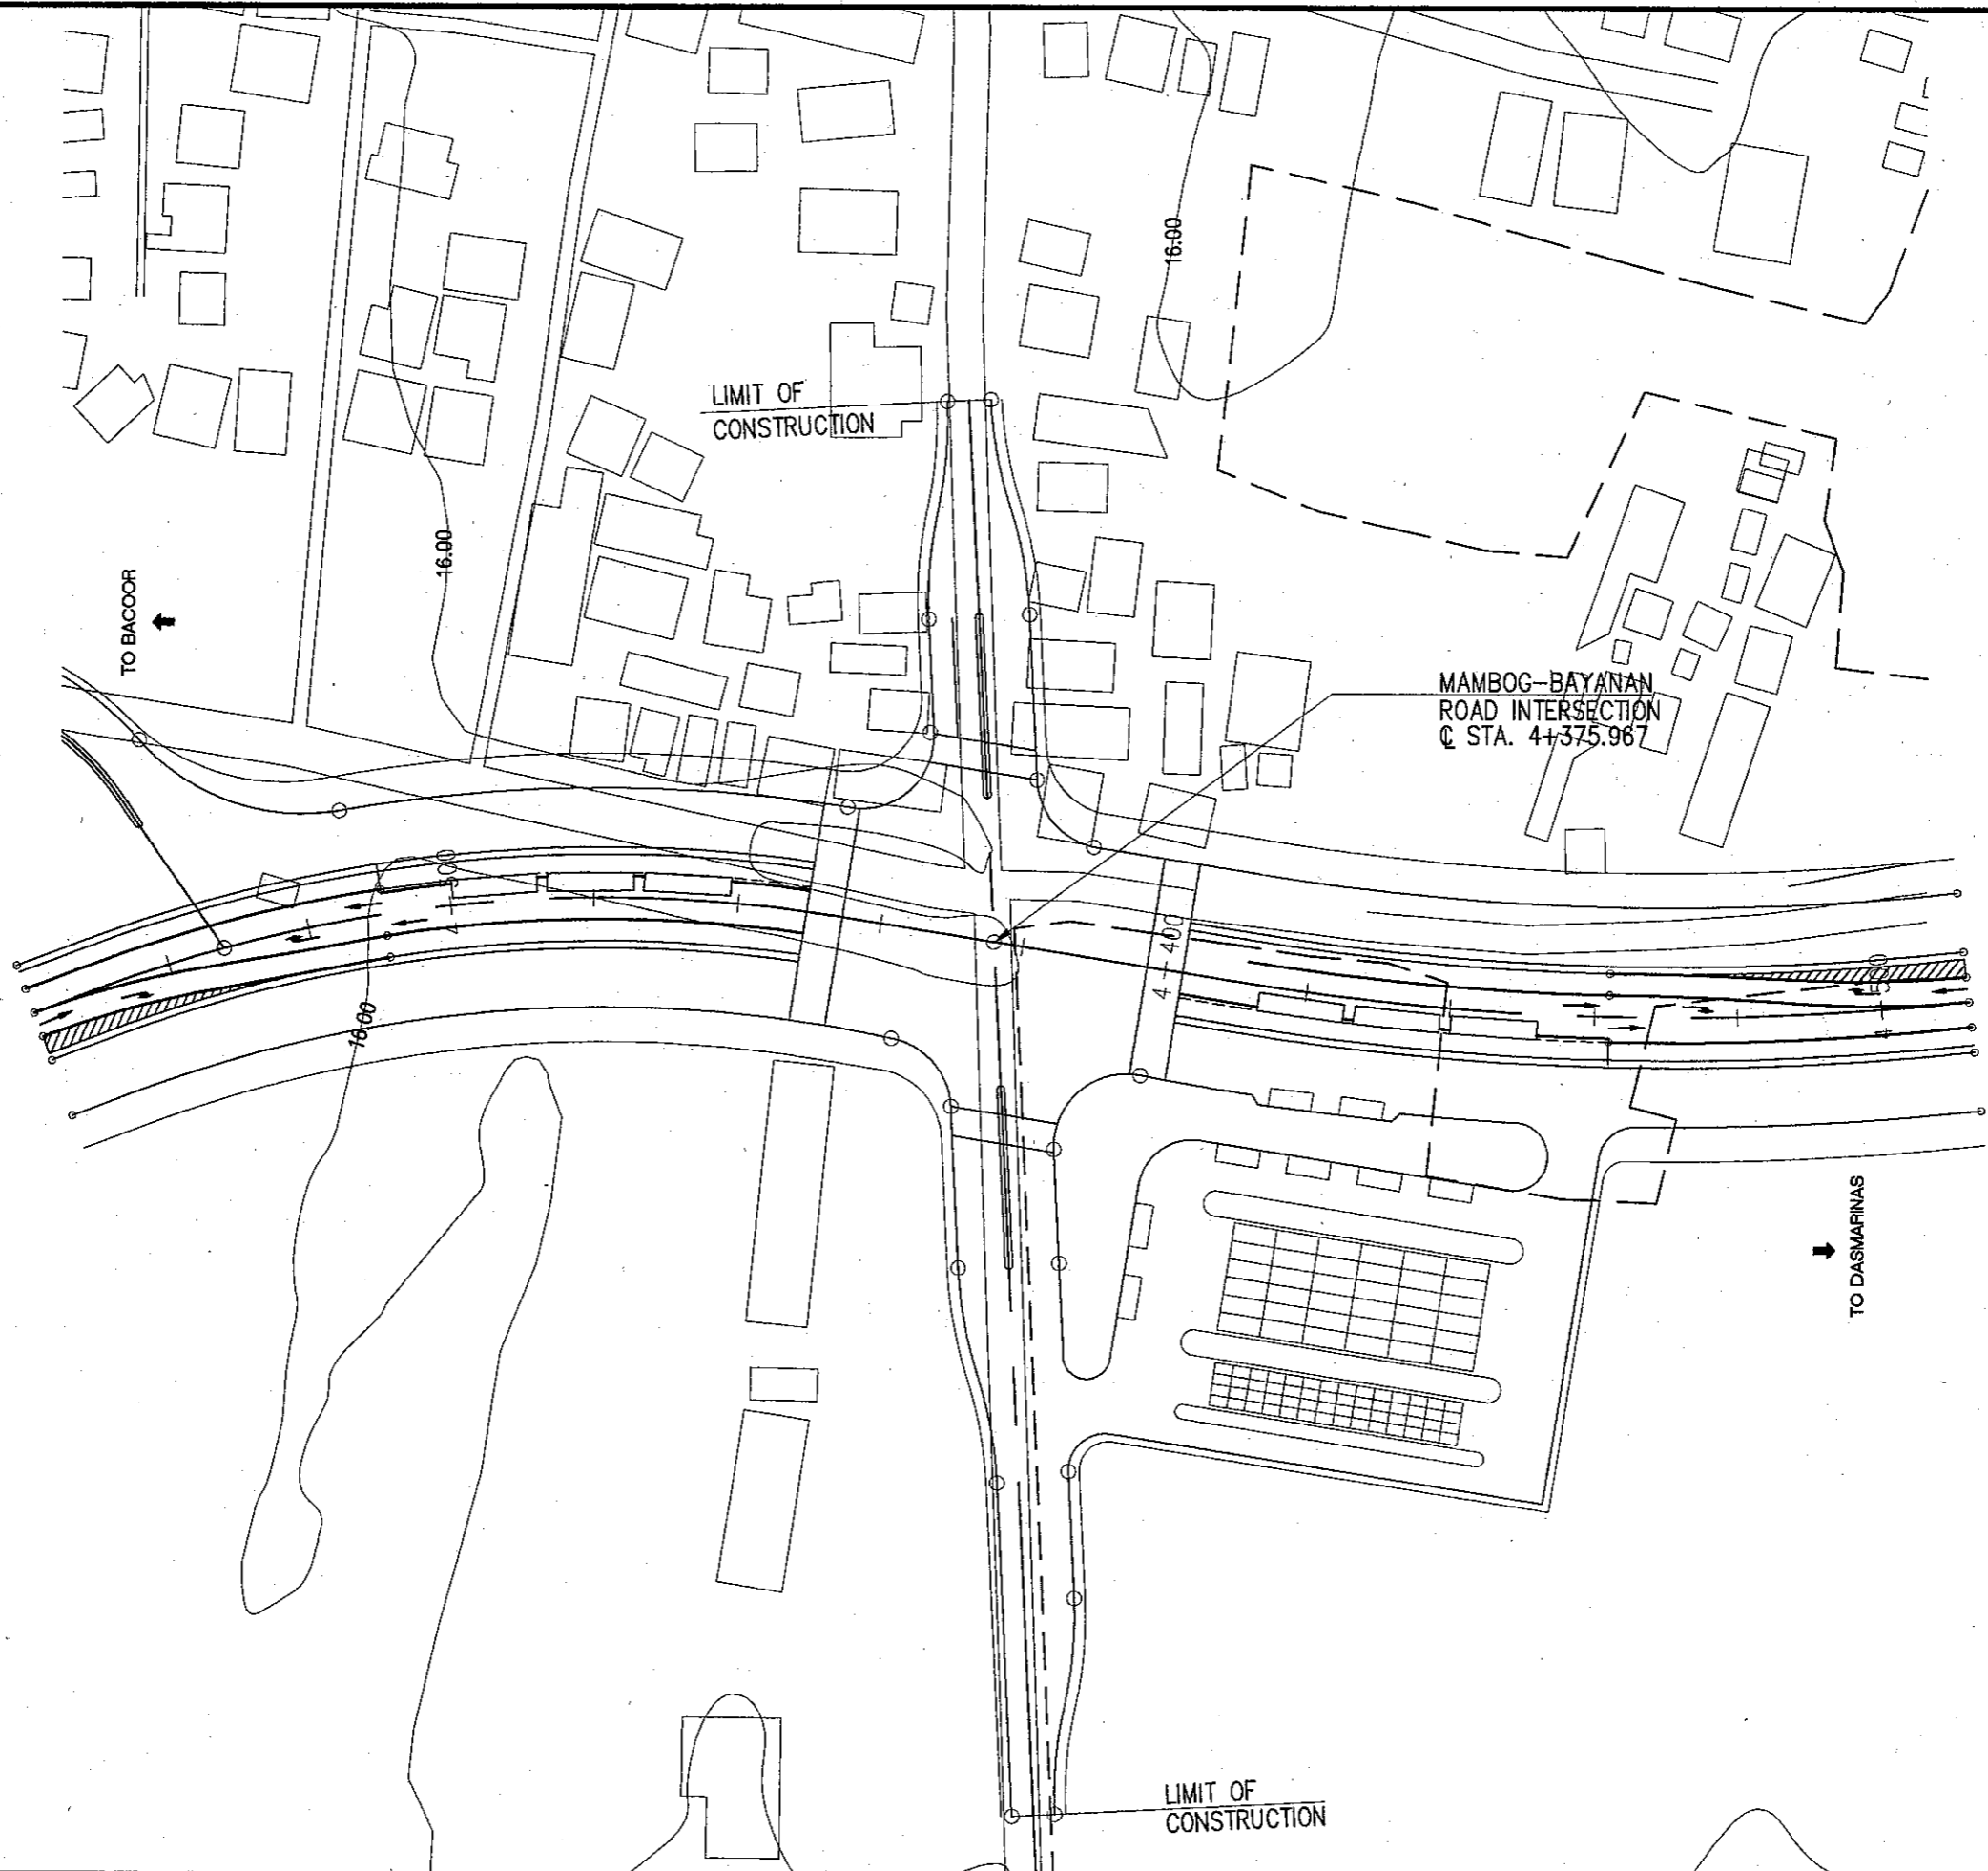 16.00
LIMIT OF
CONSTRUCTION
16.00
TO BACOOR
MAMBOG-BAYANAN
ROAD INTERSECTION
℄ STA. 4+375.967
4 400
16.00
TO DASMARINAS
LIMIT OF
CONSTRUCTION